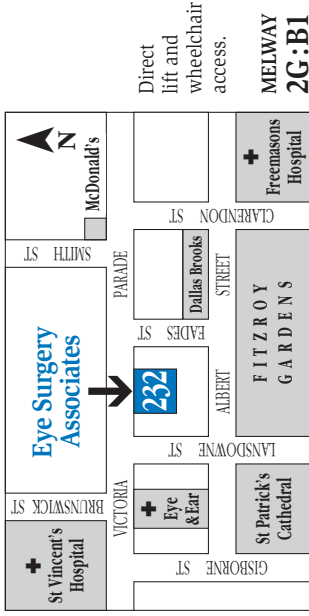 St Vincent's
Hospital
BRUNSWICK ST
Eye Surgery
Associates
SMITH ST
N
McDonald's
VICTORIA
PARADE
GISBORNE ST
Eye
& Ear
LANSDOWNE ST
232
EADES ST
Dallas Brooks
CLARENDON ST
ALBERT
STREET
St Patrick's
Cathedral
FITZROY
GARDENS
Freemasons
Hospital
Direct
lift and
wheelchair
access.
MELWAY
2G:B1